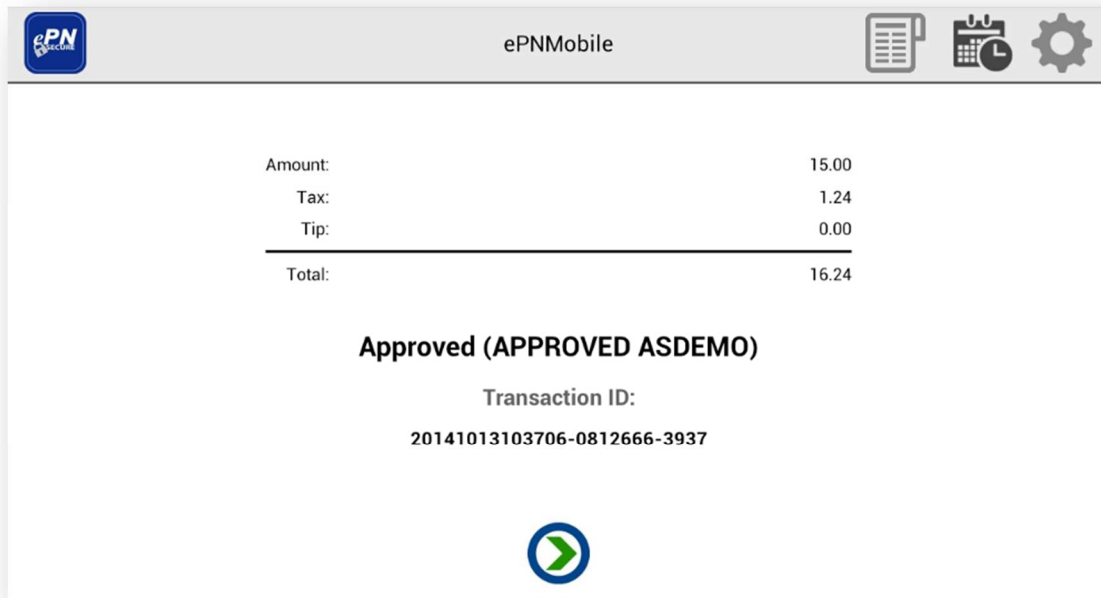 ePN
SECURE
ePNMobile
Amount: 15.00
Tax: 1.24
Tip: 0.00
Total: 16.24
Approved (APPROVED ASDEMO)
Transaction ID:
20141013103706-0812666-3937